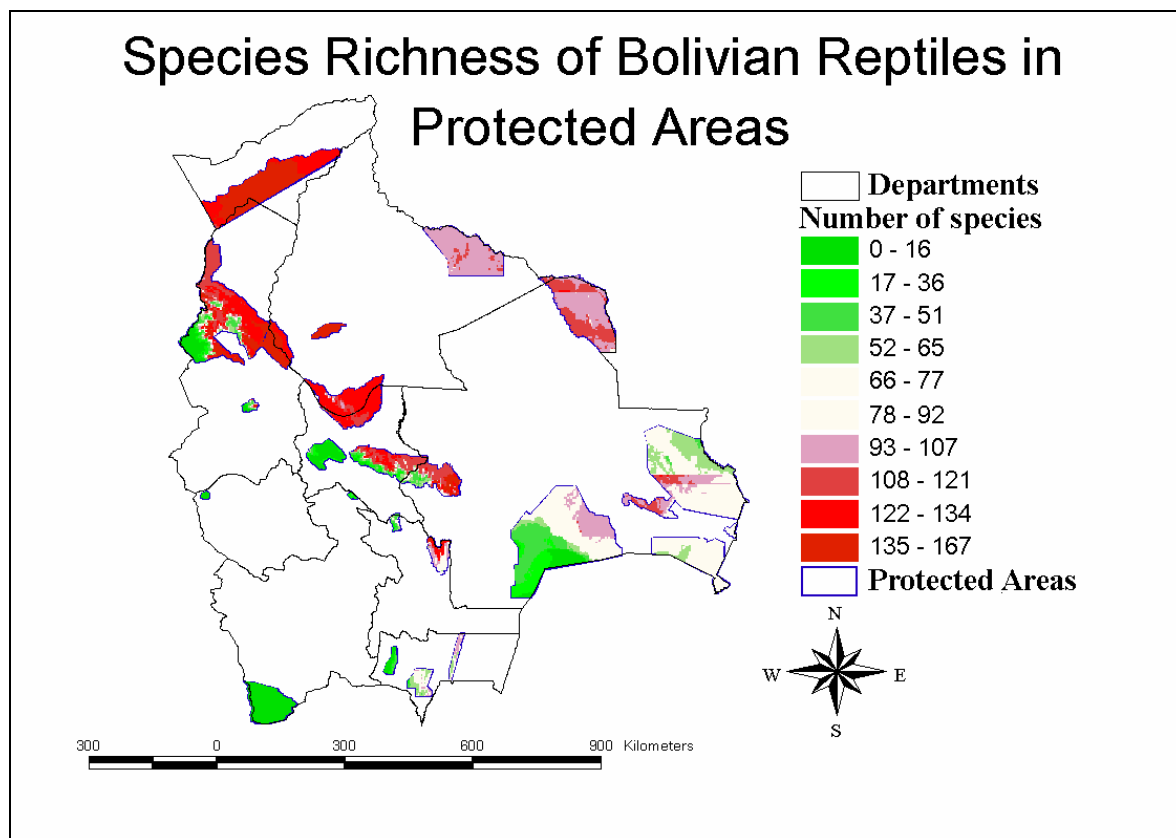 Species Richness of Bolivian Reptiles in
Protected Areas
Departments
Number of species
0 - 16
17 - 36
37 - 51
52 - 65
66 - 77
78 - 92
93 - 107
108 - 121
122 - 134
135 - 167
Protected Areas
N
W E
S
300 0 300 600 900 Kilometers